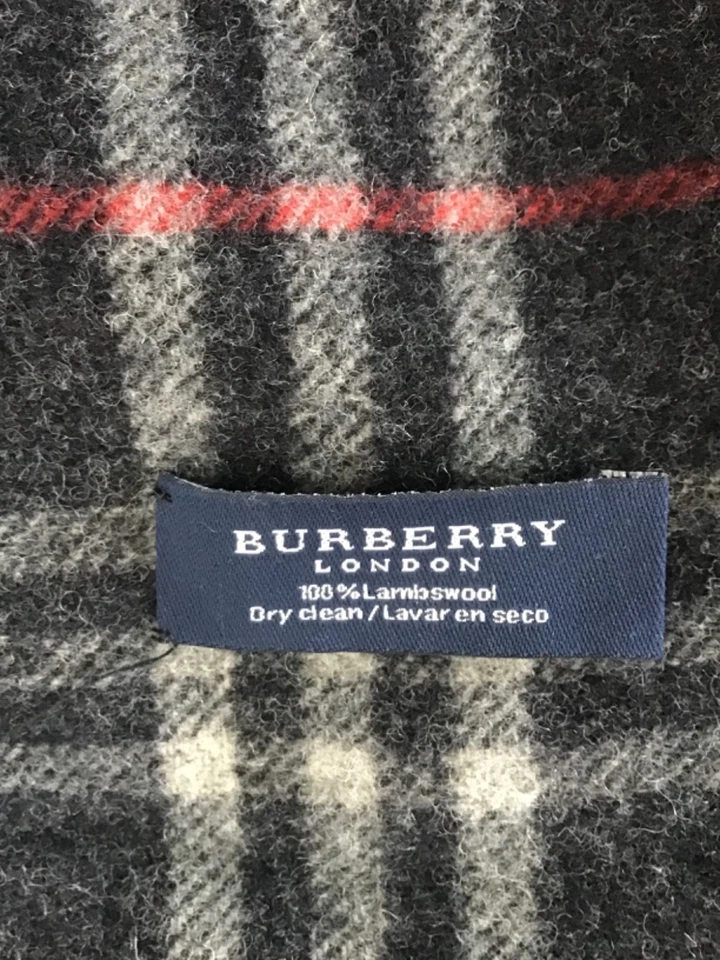 BURBERRY
LONDON
100%Lambswool
Dry clean/Lavar en seco